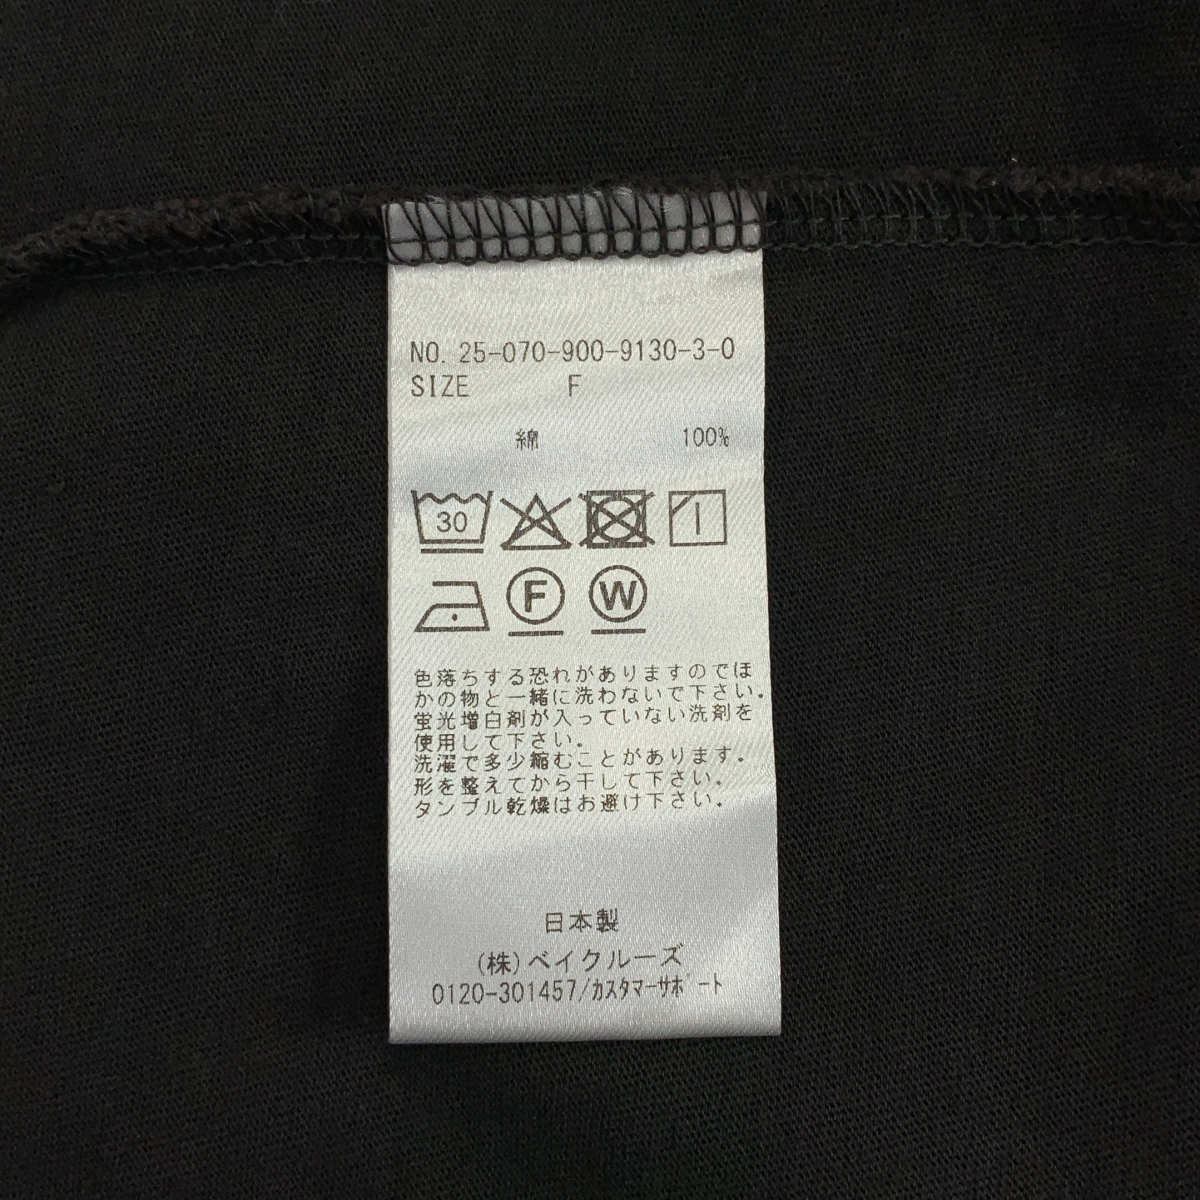 NO. 25-070-900-9130-3-0
SIZE F
綿 100%
30
F W
色落ちする恐れがありますのでほ
かの物と一緒に洗わないで下さい.
蛍光増白剤が入っていない洗剤を
使用して下さい.
洗濯で多少縮むことがあります.
形を整えてから干して下さい.
タンブル乾燥はお避け下さい.
日本製
(株)ベイクルーズ
0120-301457/カスタマーサポート